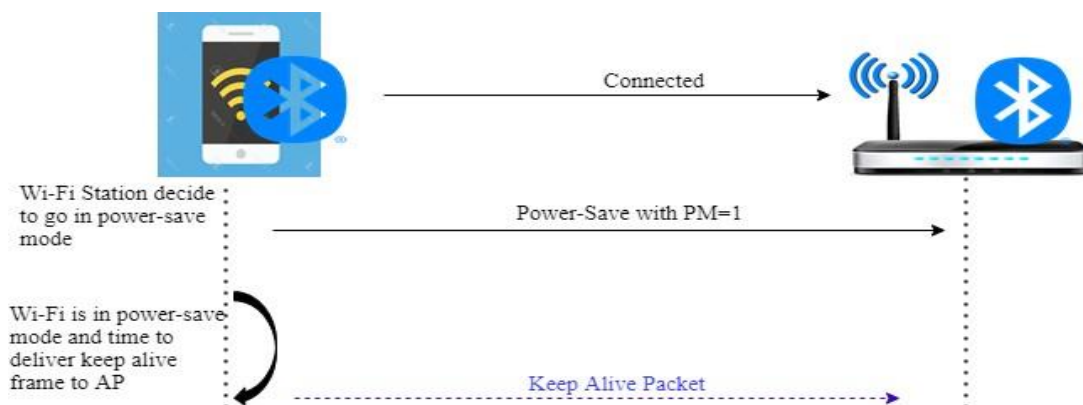 Connected
Wi-Fi Station decide
to go in power-save
mode
Power-Save with PM=1
Wi-Fi is in power-save
mode and time to
deliver keep alive
frame to AP
Keep Alive Packet